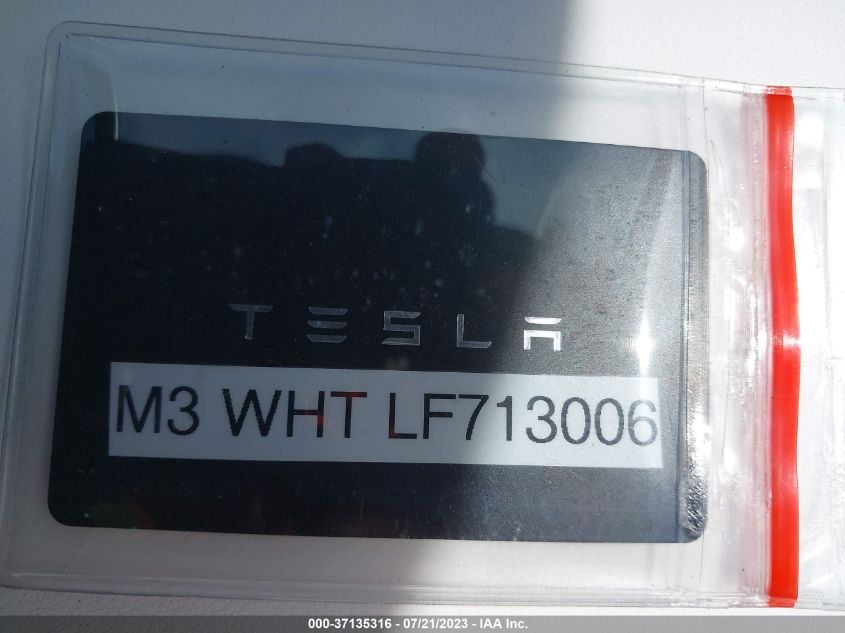 TESLA
M3 WHT LF713006
000-37135316 - 07/21/2023 - IAA Inc.